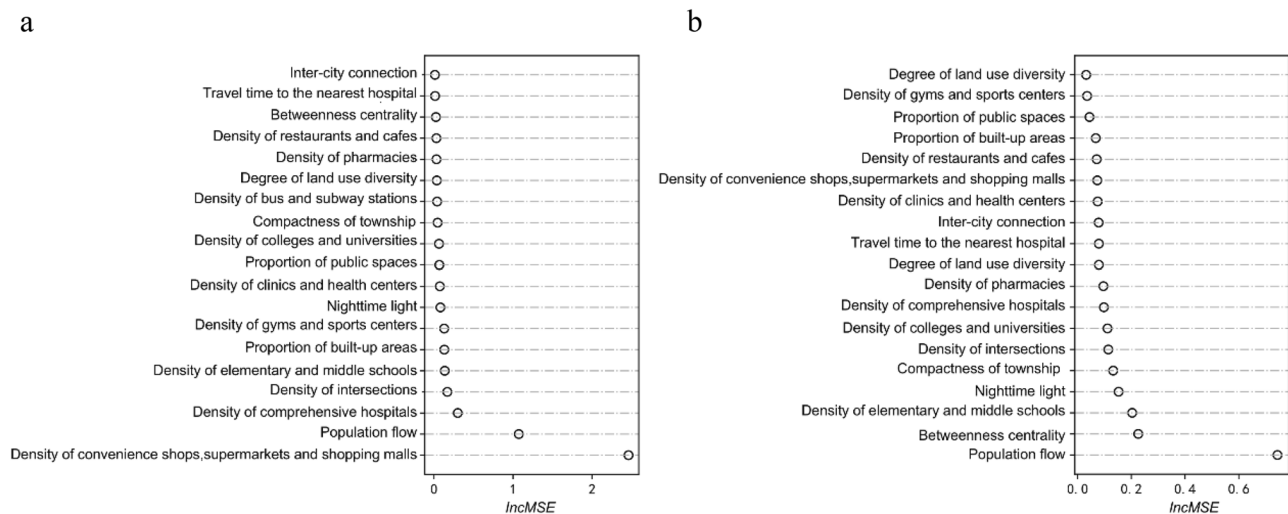 a
Inter-city connection
Travel time to the nearest hospital
Betweenness centrality
Density of restaurants and cafes
Density of pharmacies
Degree of land use diversity
Density of bus and subway stations
Compactness of township
Density of colleges and universities
Proportion of public spaces
Density of clinics and health centers
Nighttime light
Density of gyms and sports centers
Proportion of built-up areas
Density of elementary and middle schools
Density of intersections
Density of comprehensive hospitals
Population flow
Density of convenience shops,supermarkets and shopping malls
0 1 2
IncMSE
b
Degree of land use diversity
Density of gyms and sports centers
Proportion of public spaces
Proportion of built-up areas
Density of restaurants and cafes
Density of convenience shops,supermarkets and shopping malls
Density of clinics and health centers
Inter-city connection
Travel time to the nearest hospital
Degree of land use diversity
Density of pharmacies
Density of comprehensive hospitals
Density of colleges and universities
Density of intersections
Compactness of township
Nighttime light
Density of elementary and middle schools
Betweenness centrality
Population flow
0.0 0.2 0.4 0.6
IncMSE